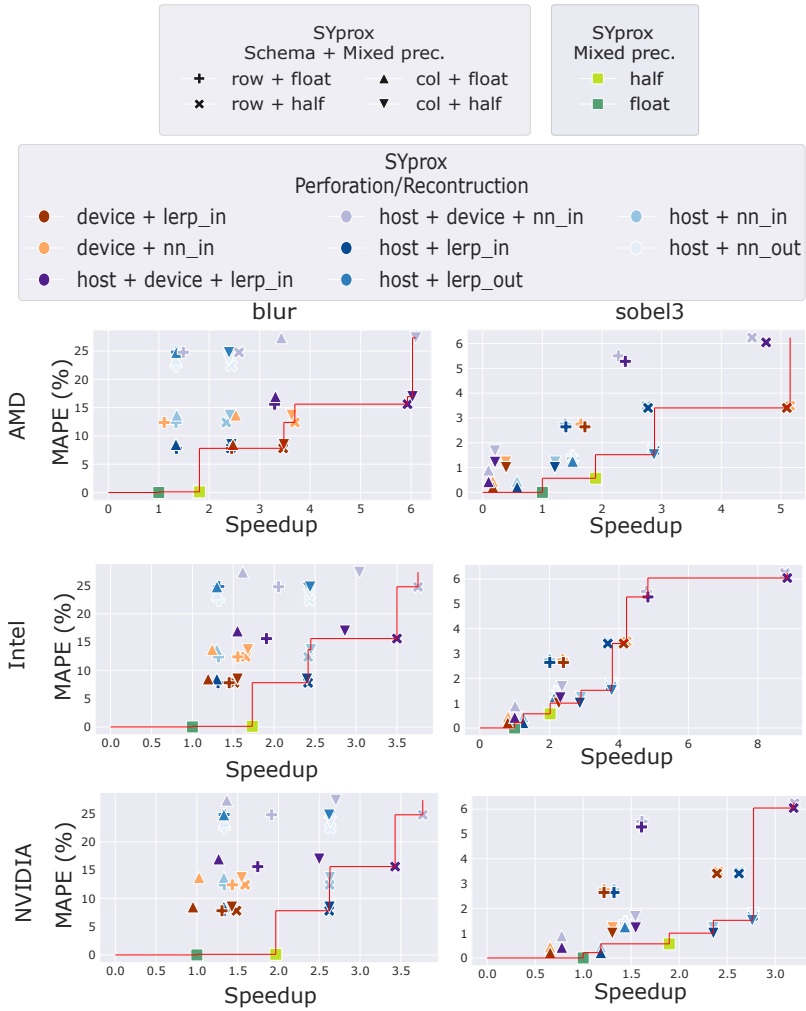 SYprox
Schema + Mixed prec.
row + float
col + float
row + half
col + half
SYprox
Mixed prec.
half
float
SYprox
Perforation/Recontruction
device + lerp_in
host + device + nn_in
host + nn_in
device + nn_in
host + lerp_in
host + nn_out
host + device + lerp_in
host + lerp_out
blur
sobel3
AMD
MAPE (%)
25
20
15
10
5
0
0 1 2 3 4 5 6
Speedup
6
5
4
3
2
1
0
0 1 2 3 4 5
Speedup
Intel
MAPE (%)
25
20
15
10
5
0
0.0 0.5 1.0 1.5 2.0 2.5 3.0 3.5
Speedup
6
5
4
3
2
1
0
0 2 4 6 8
Speedup
NVIDIA
MAPE (%)
25
20
15
10
5
0
0.0 0.5 1.0 1.5 2.0 2.5 3.0 3.5
Speedup
6
5
4
3
2
1
0
0.0 0.5 1.0 1.5 2.0 2.5 3.0
Speedup